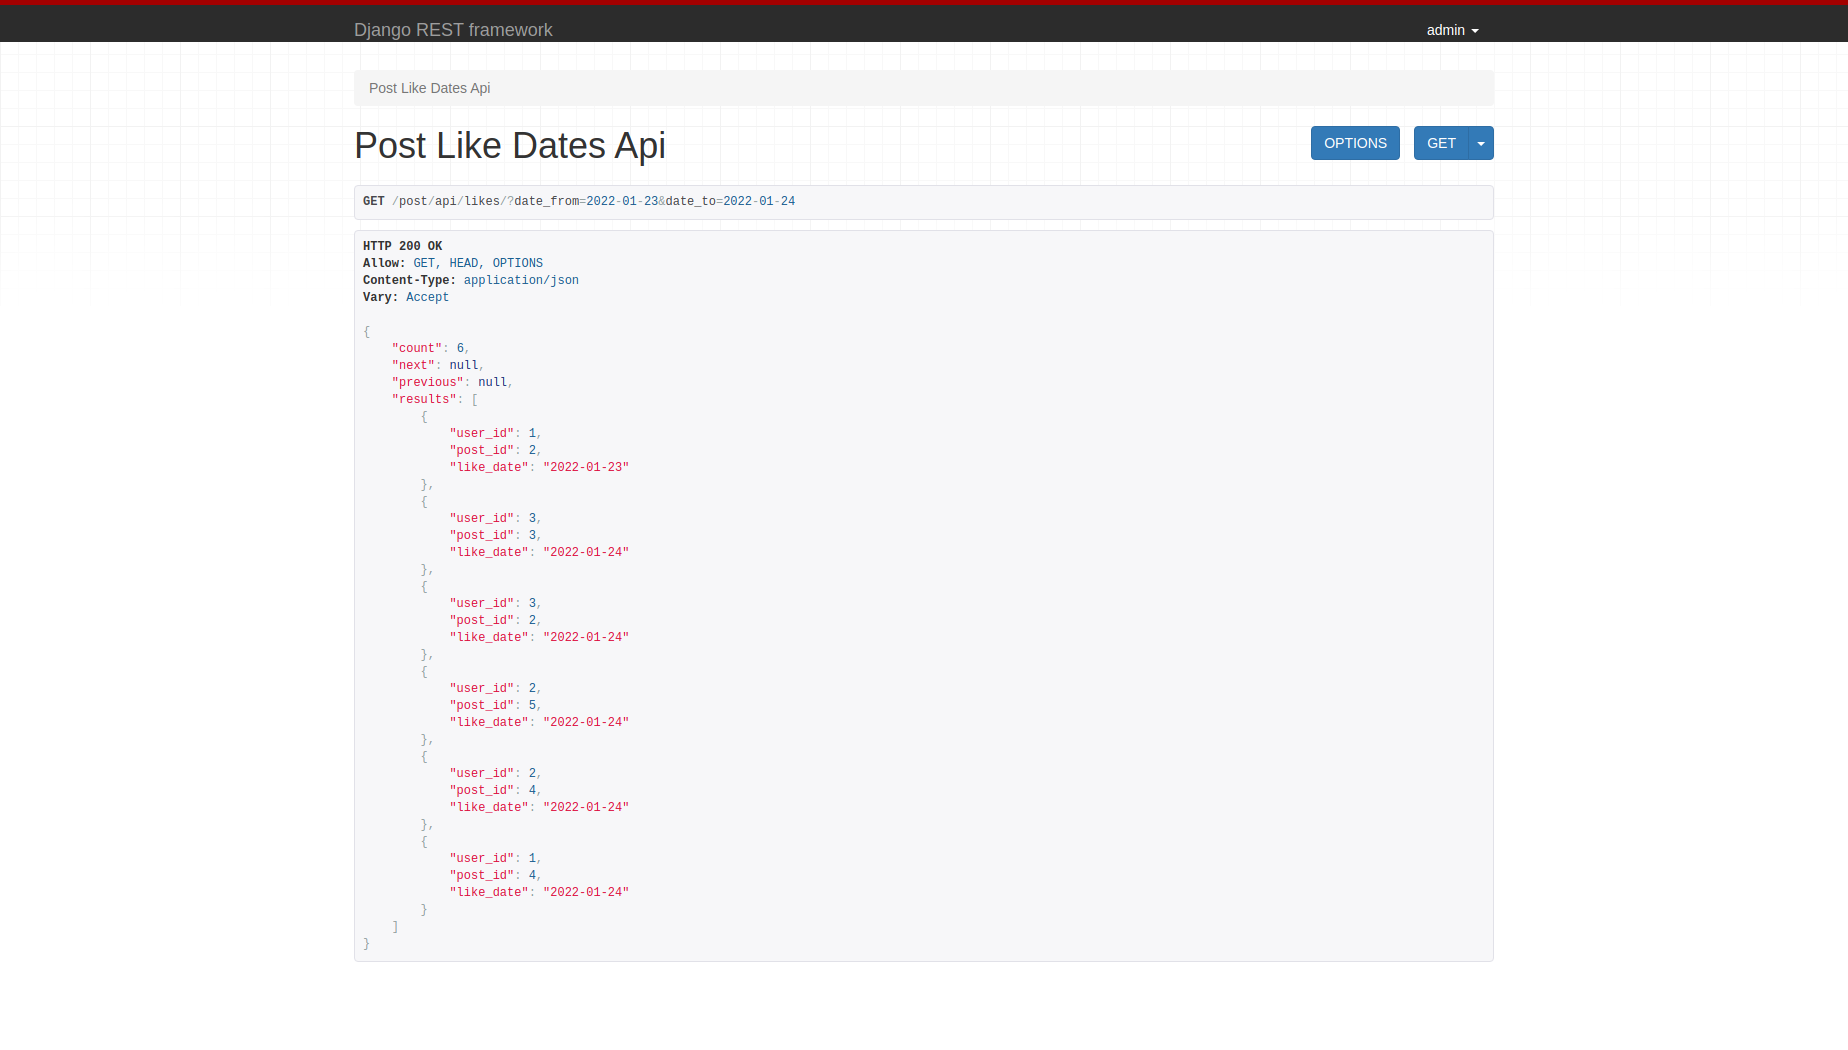 Django REST framework
admin
Post Like Dates Api
Post Like Dates Api
OPTIONS
GET
GET /post/api/likes/?date_from=2022-01-23&date_to=2022-01-24
HTTP 200 OK
Allow: GET, HEAD, OPTIONS
Content-Type: application/json
Vary: Accept
{
    "count": 6,
    "next": null,
    "previous": null,
    "results": [
        {
            "user_id": 1,
            "post_id": 2,
            "like_date": "2022-01-23"
        },
        {
            "user_id": 3,
            "post_id": 3,
            "like_date": "2022-01-24"
        },
        {
            "user_id": 3,
            "post_id": 2,
            "like_date": "2022-01-24"
        },
        {
            "user_id": 2,
            "post_id": 5,
            "like_date": "2022-01-24"
        },
        {
            "user_id": 2,
            "post_id": 4,
            "like_date": "2022-01-24"
        },
        {
            "user_id": 1,
            "post_id": 4,
            "like_date": "2022-01-24"
        }
    ]
}